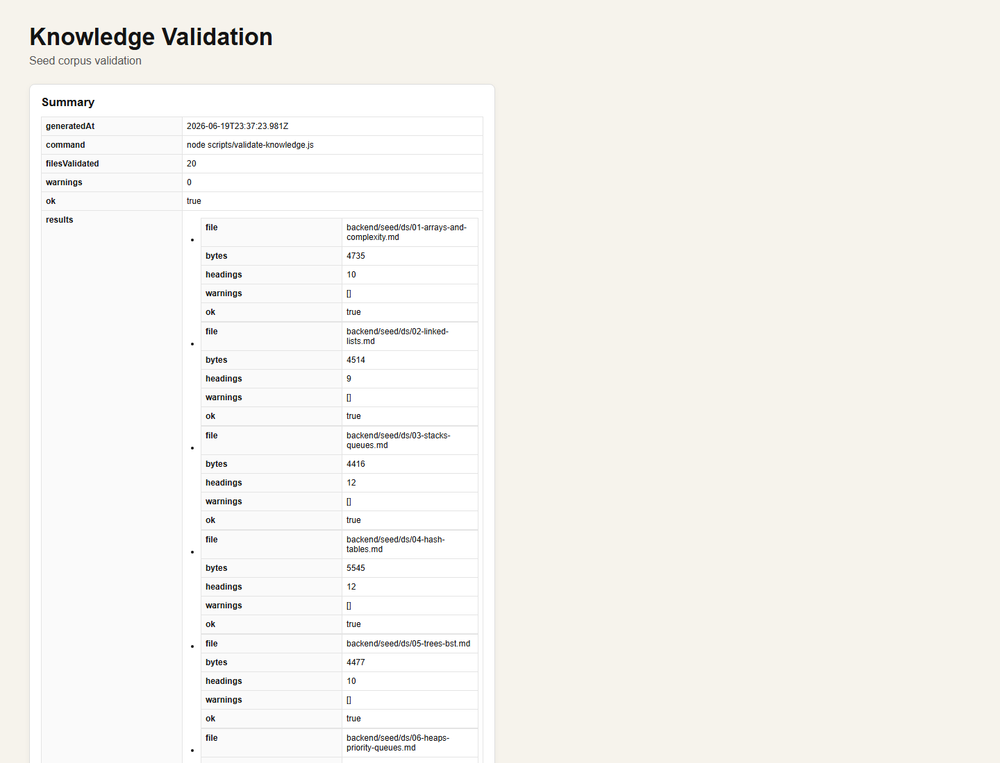 Knowledge Validation
Seed corpus validation
Summary
generatedAt 2026-06-19T23:37:23.981Z
command node scripts/validate-knowledge.js
filesValidated 20
warnings 0
ok true
results
file backend/seed/ds/01-arrays-and-
complexity.md
bytes 4735
headings 10
warnings []
ok true
file backend/seed/ds/02-linked-
lists.md
bytes 4514
headings 9
warnings []
ok true
file backend/seed/ds/03-stacks-
queues.md
bytes 4416
headings 12
warnings []
ok true
file backend/seed/ds/04-hash-
tables.md
bytes 5545
headings 12
warnings []
ok true
file backend/seed/ds/05-trees-bst.md
bytes 4477
headings 10
warnings []
ok true
file backend/seed/ds/06-heaps-
priority-queues.md